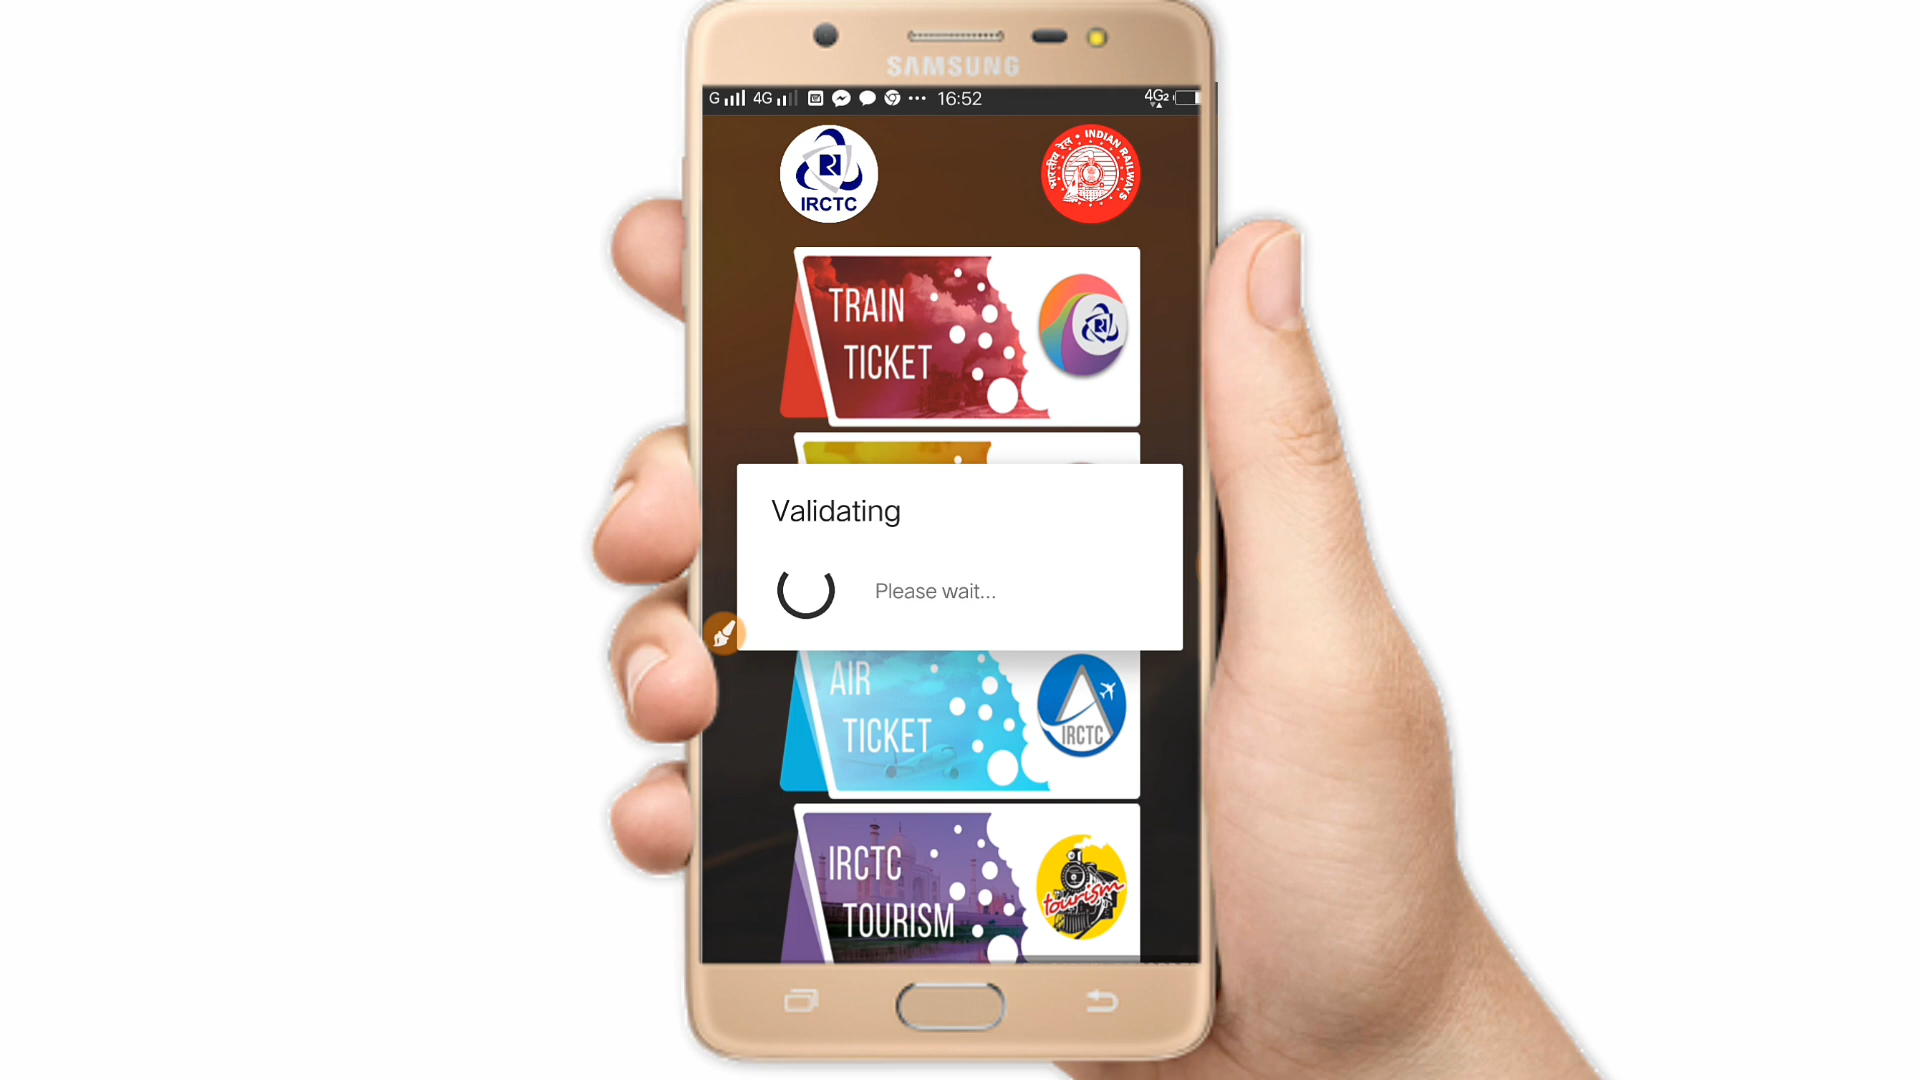 SAMSUNG
G 4G 16:52 4G2
IRCTC
भारतीय रेल • INDIAN RAILWAYS
TRAIN
TICKET
Validating
Please wait...
AIR
TICKET
IRCTC
IRCTC
TOURISM
tourism